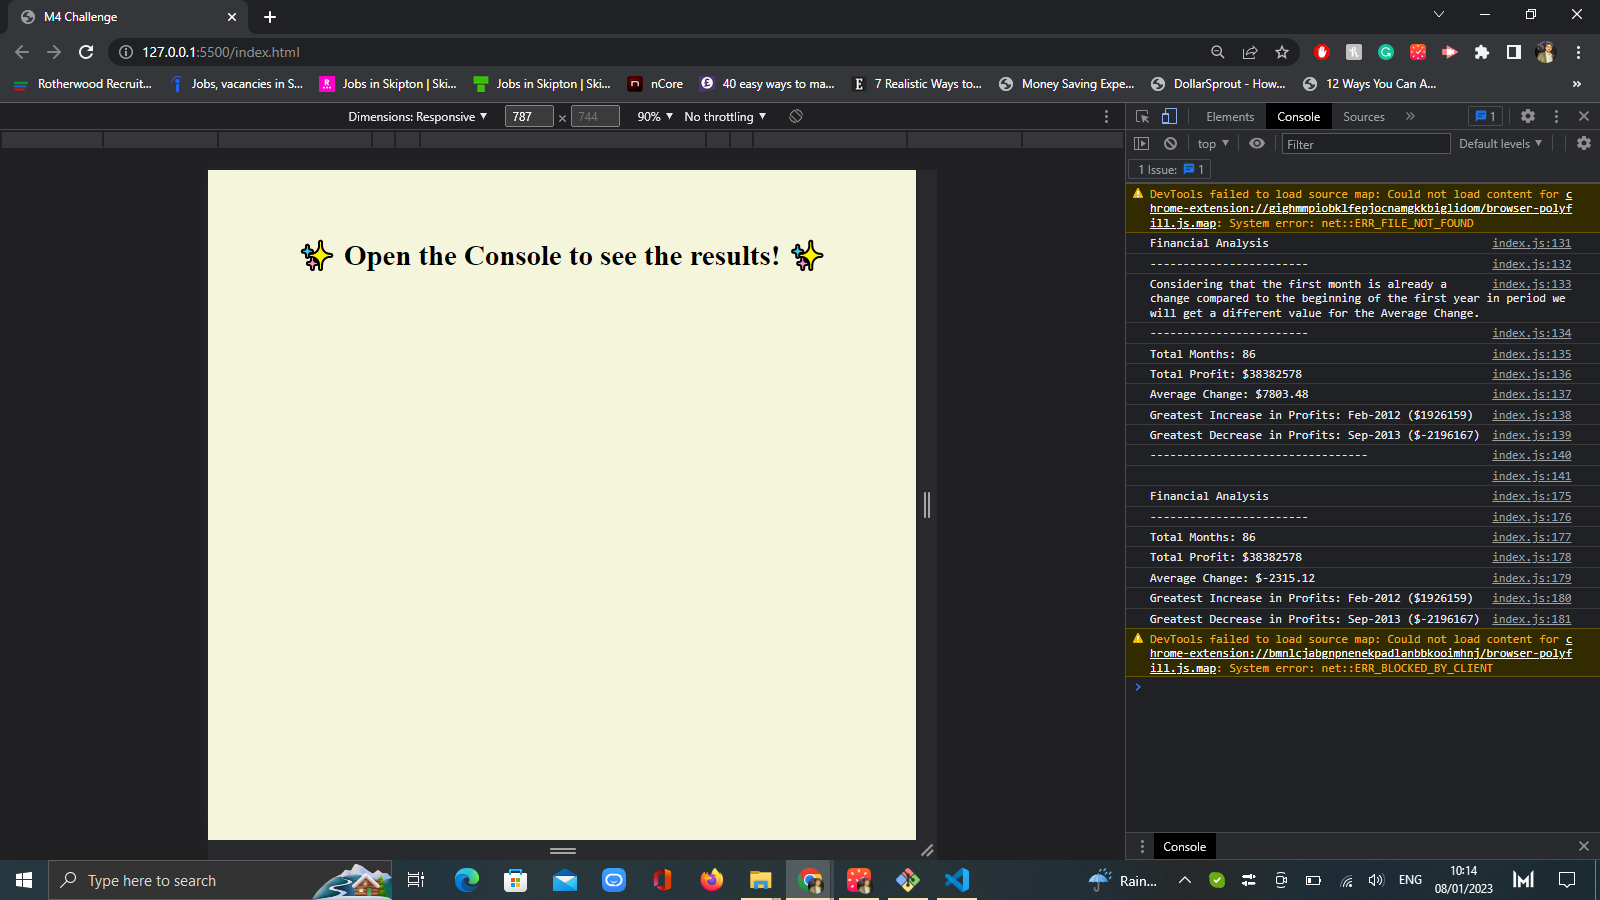 M4 Challenge
127.0.0.1:5500/index.html
Rotherwood Recruit...
Jobs, vacancies in S...
Jobs in Skipton | Ski...
Jobs in Skipton | Ski...
nCore
40 easy ways to ma...
7 Realistic Ways to...
Money Saving Expe...
DollarSprout - How...
12 Ways You Can A...
»
Dimensions: Responsive 787 × 744 90% No throttling
Elements Console Sources » 1
top Filter Default levels
1 Issue: 1
DevTools failed to load source map: Could not load content for c
hrome-extension://gighmmpiobklfepjocnamgkkbiglidom/browser-polyf
ill.js.map: System error: net::ERR_FILE_NOT_FOUND
Financial Analysis index.js:131
------------------------ index.js:132
Considering that the first month is already a index.js:133
change compared to the beginning of the first year in period we
will get a different value for the Average Change.
------------------------ index.js:134
Total Months: 86 index.js:135
Total Profit: $38382578 index.js:136
Average Change: $7803.48 index.js:137
Greatest Increase in Profits: Feb-2012 ($1926159) index.js:138
Greatest Decrease in Profits: Sep-2013 ($-2196167) index.js:139
--------------------------------- index.js:140
index.js:141
Financial Analysis index.js:175
------------------------ index.js:176
Total Months: 86 index.js:177
Total Profit: $38382578 index.js:178
Average Change: $-2315.12 index.js:179
Greatest Increase in Profits: Feb-2012 ($1926159) index.js:180
Greatest Decrease in Profits: Sep-2013 ($-2196167) index.js:181
DevTools failed to load source map: Could not load content for c
hrome-extension://bmnlcjabgnpnenekpadlanbbkooimhnj/browser-polyf
ill.js.map: System error: net::ERR_BLOCKED_BY_CLIENT
✨ Open the Console to see the results! ✨
Console
Type here to search
Rain...
ENG
10:14
08/01/2023